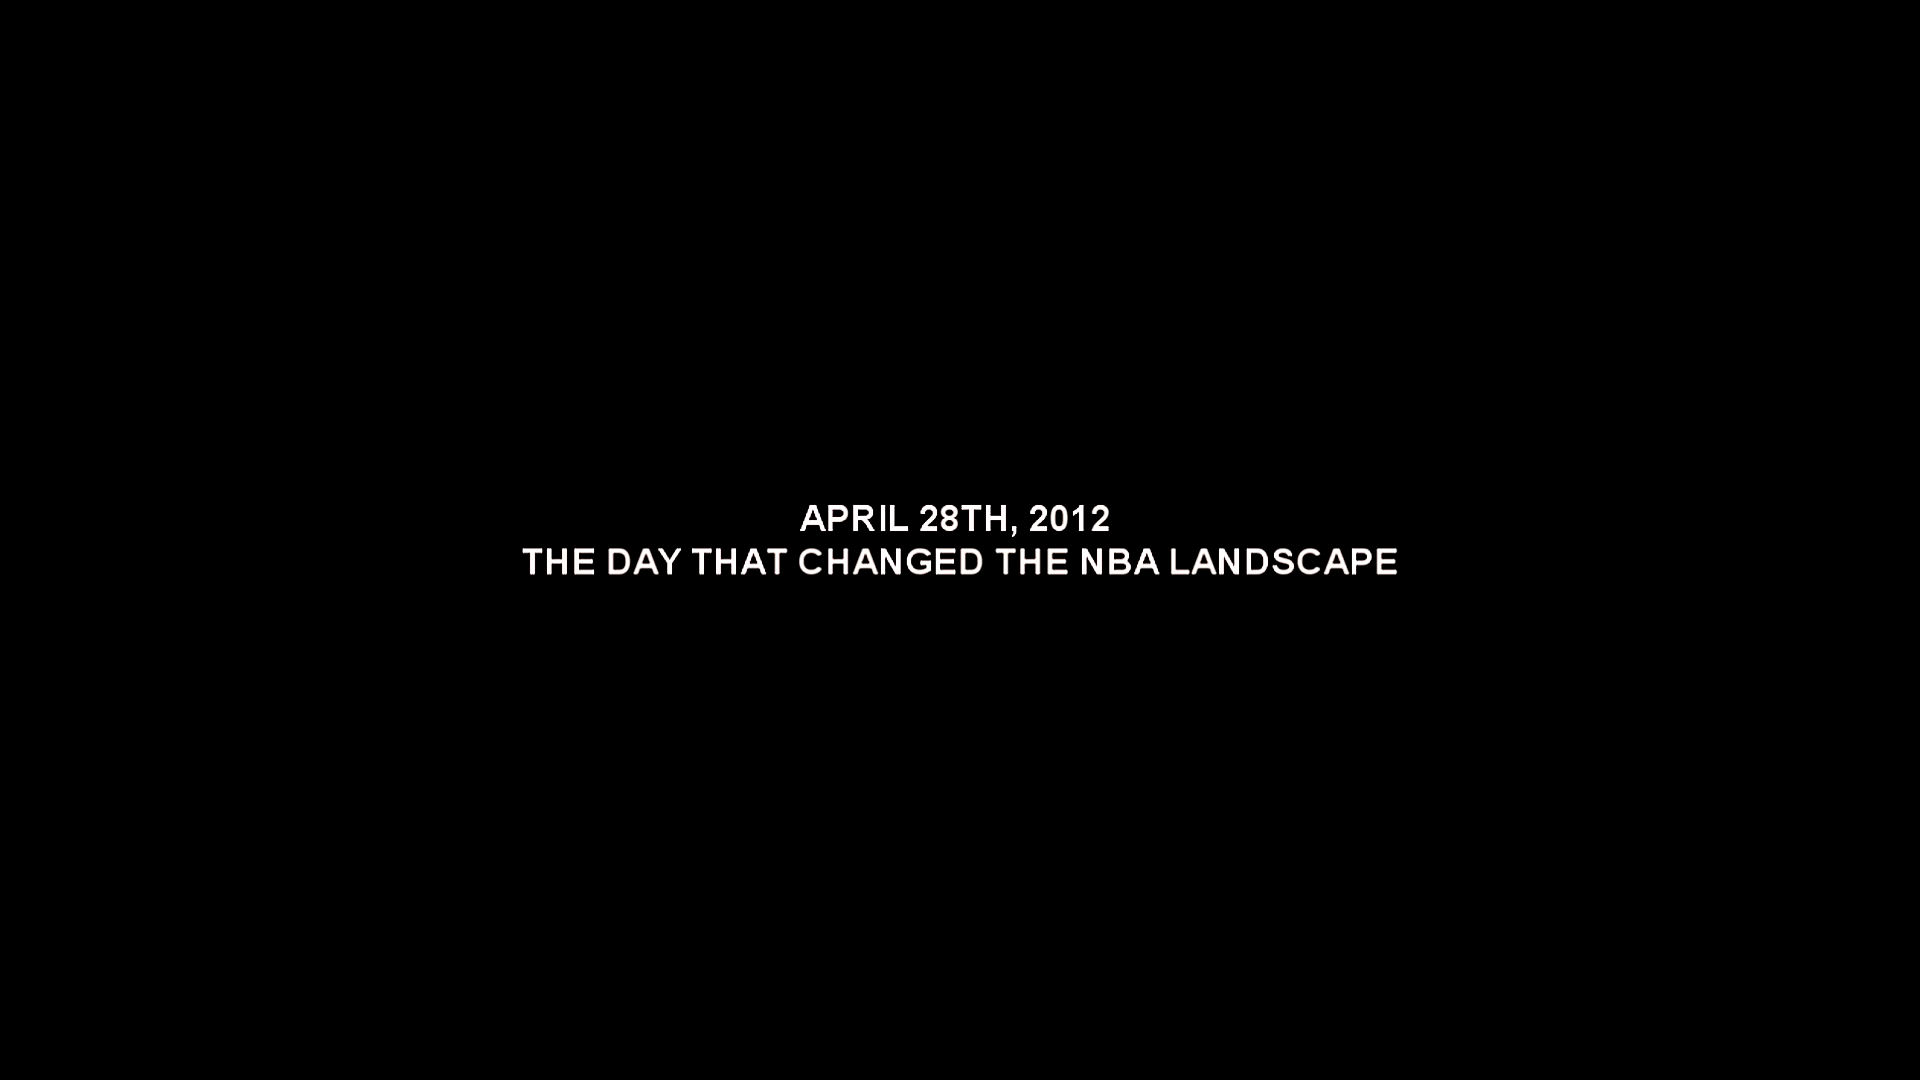 APRIL 28TH, 2012
THE DAY THAT CHANGED THE NBA LANDSCAPE